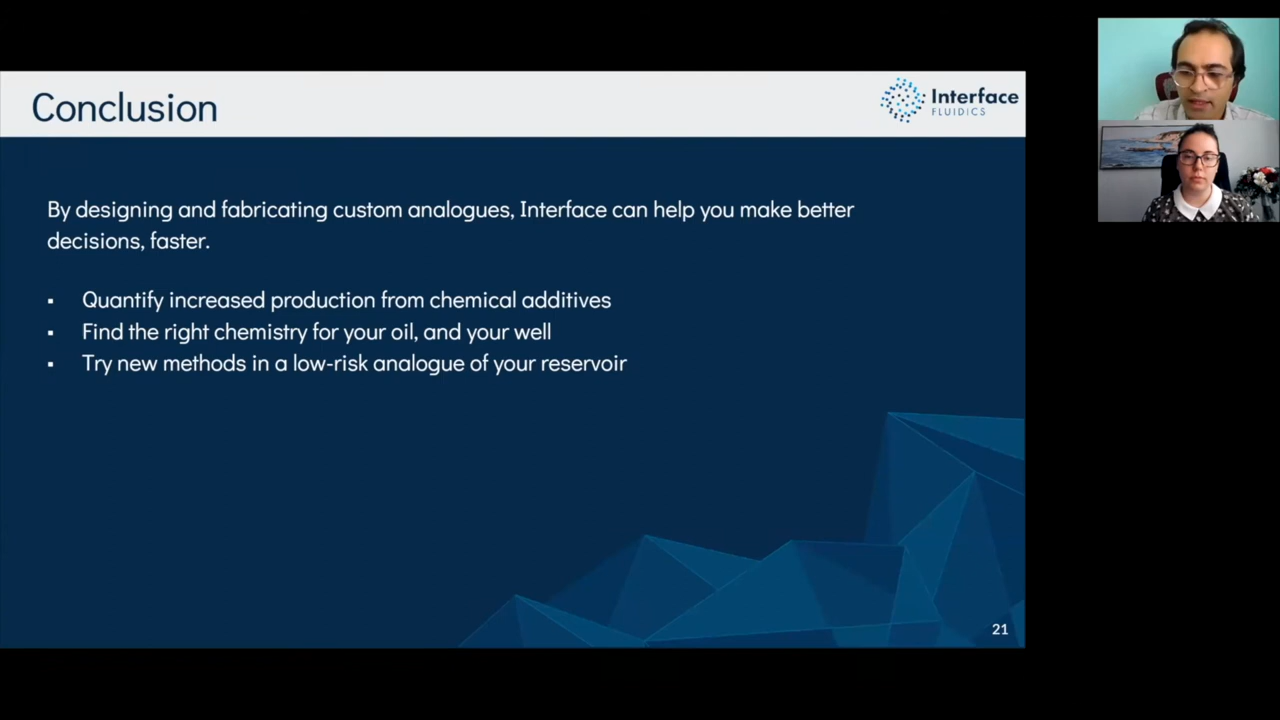 Conclusion
Interface
FLUIDICS
By designing and fabricating custom analogues, Interface can help you make better
decisions, faster.
▪ Quantify increased production from chemical additives
▪ Find the right chemistry for your oil, and your well
▪ Try new methods in a low-risk analogue of your reservoir
21